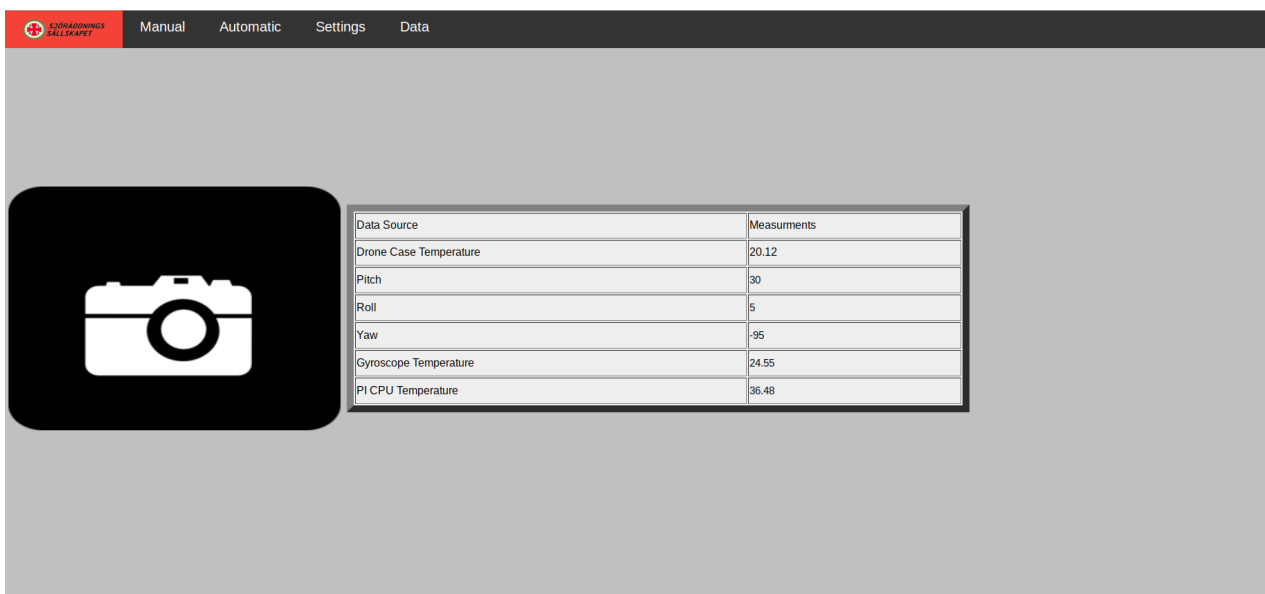 SJÖRÄDDNINGS
SÄLLSKAPET
Manual Automatic Settings Data
Data Source Measurments
Drone Case Temperature 20.12
Pitch 30
Roll 5
Yaw -95
Gyroscope Temperature 24.55
PI CPU Temperature 36.48